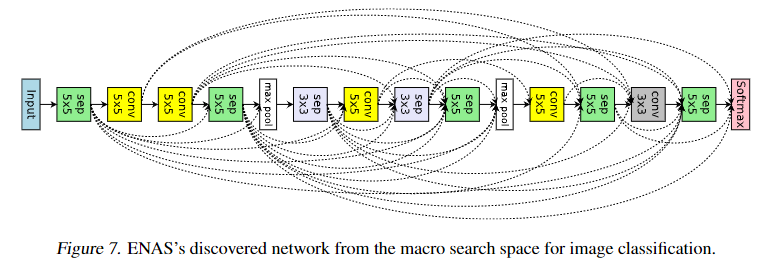 Input
sep
5x5
conv
5x5
conv
5x5
sep
5x5
max pool
sep
3x3
conv
5x5
sep
3x3
sep
5x5
max pool
conv
5x5
sep
5x5
conv
3x3
sep
5x5
Softmax
Figure 7. ENAS's discovered network from the macro search space for image classification.